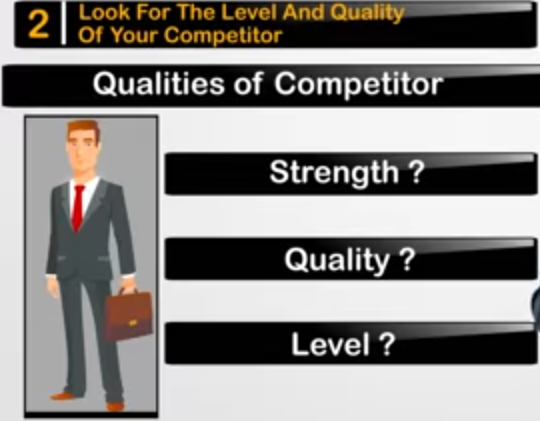 2
Look For The Level And Quality
Of Your Competitor
Qualities of Competitor
Strength ?
Quality ?
Level ?